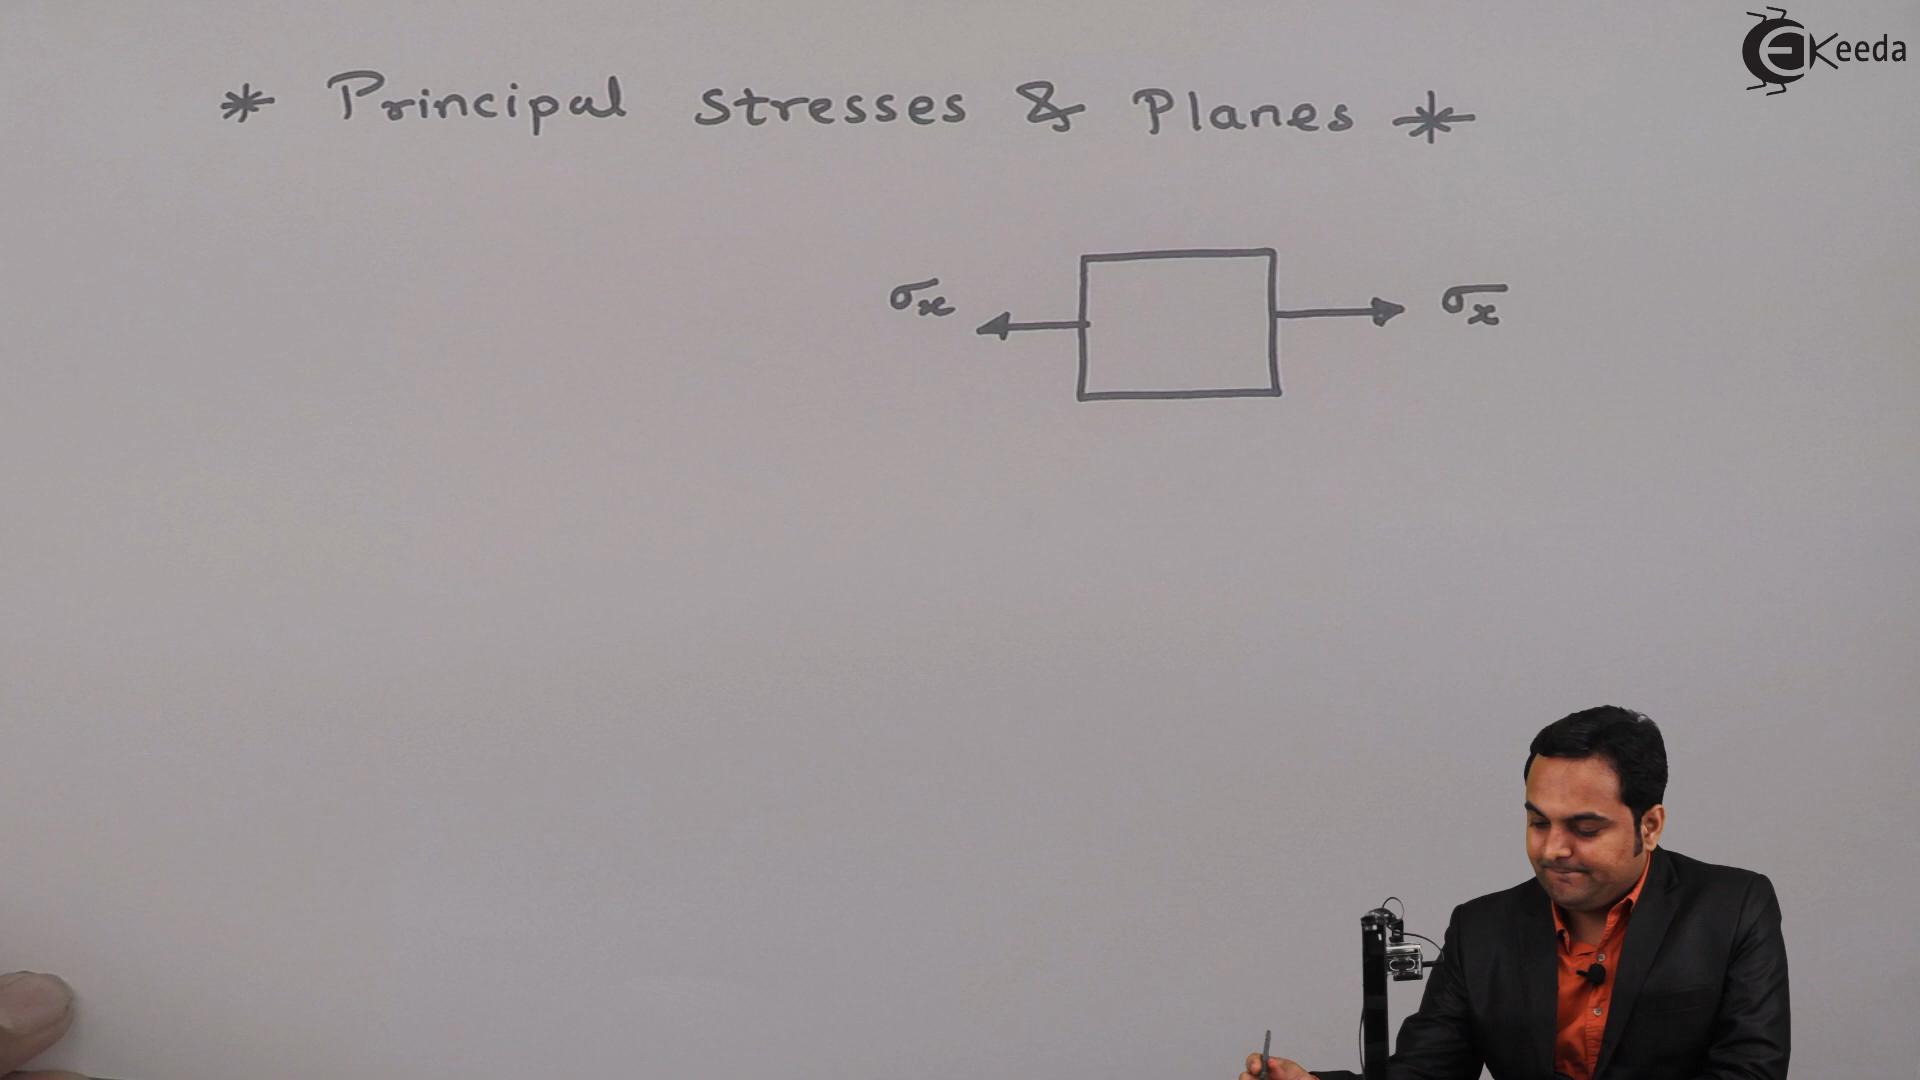 eKeeda
* Principal Stresses & Planes *
σx σx